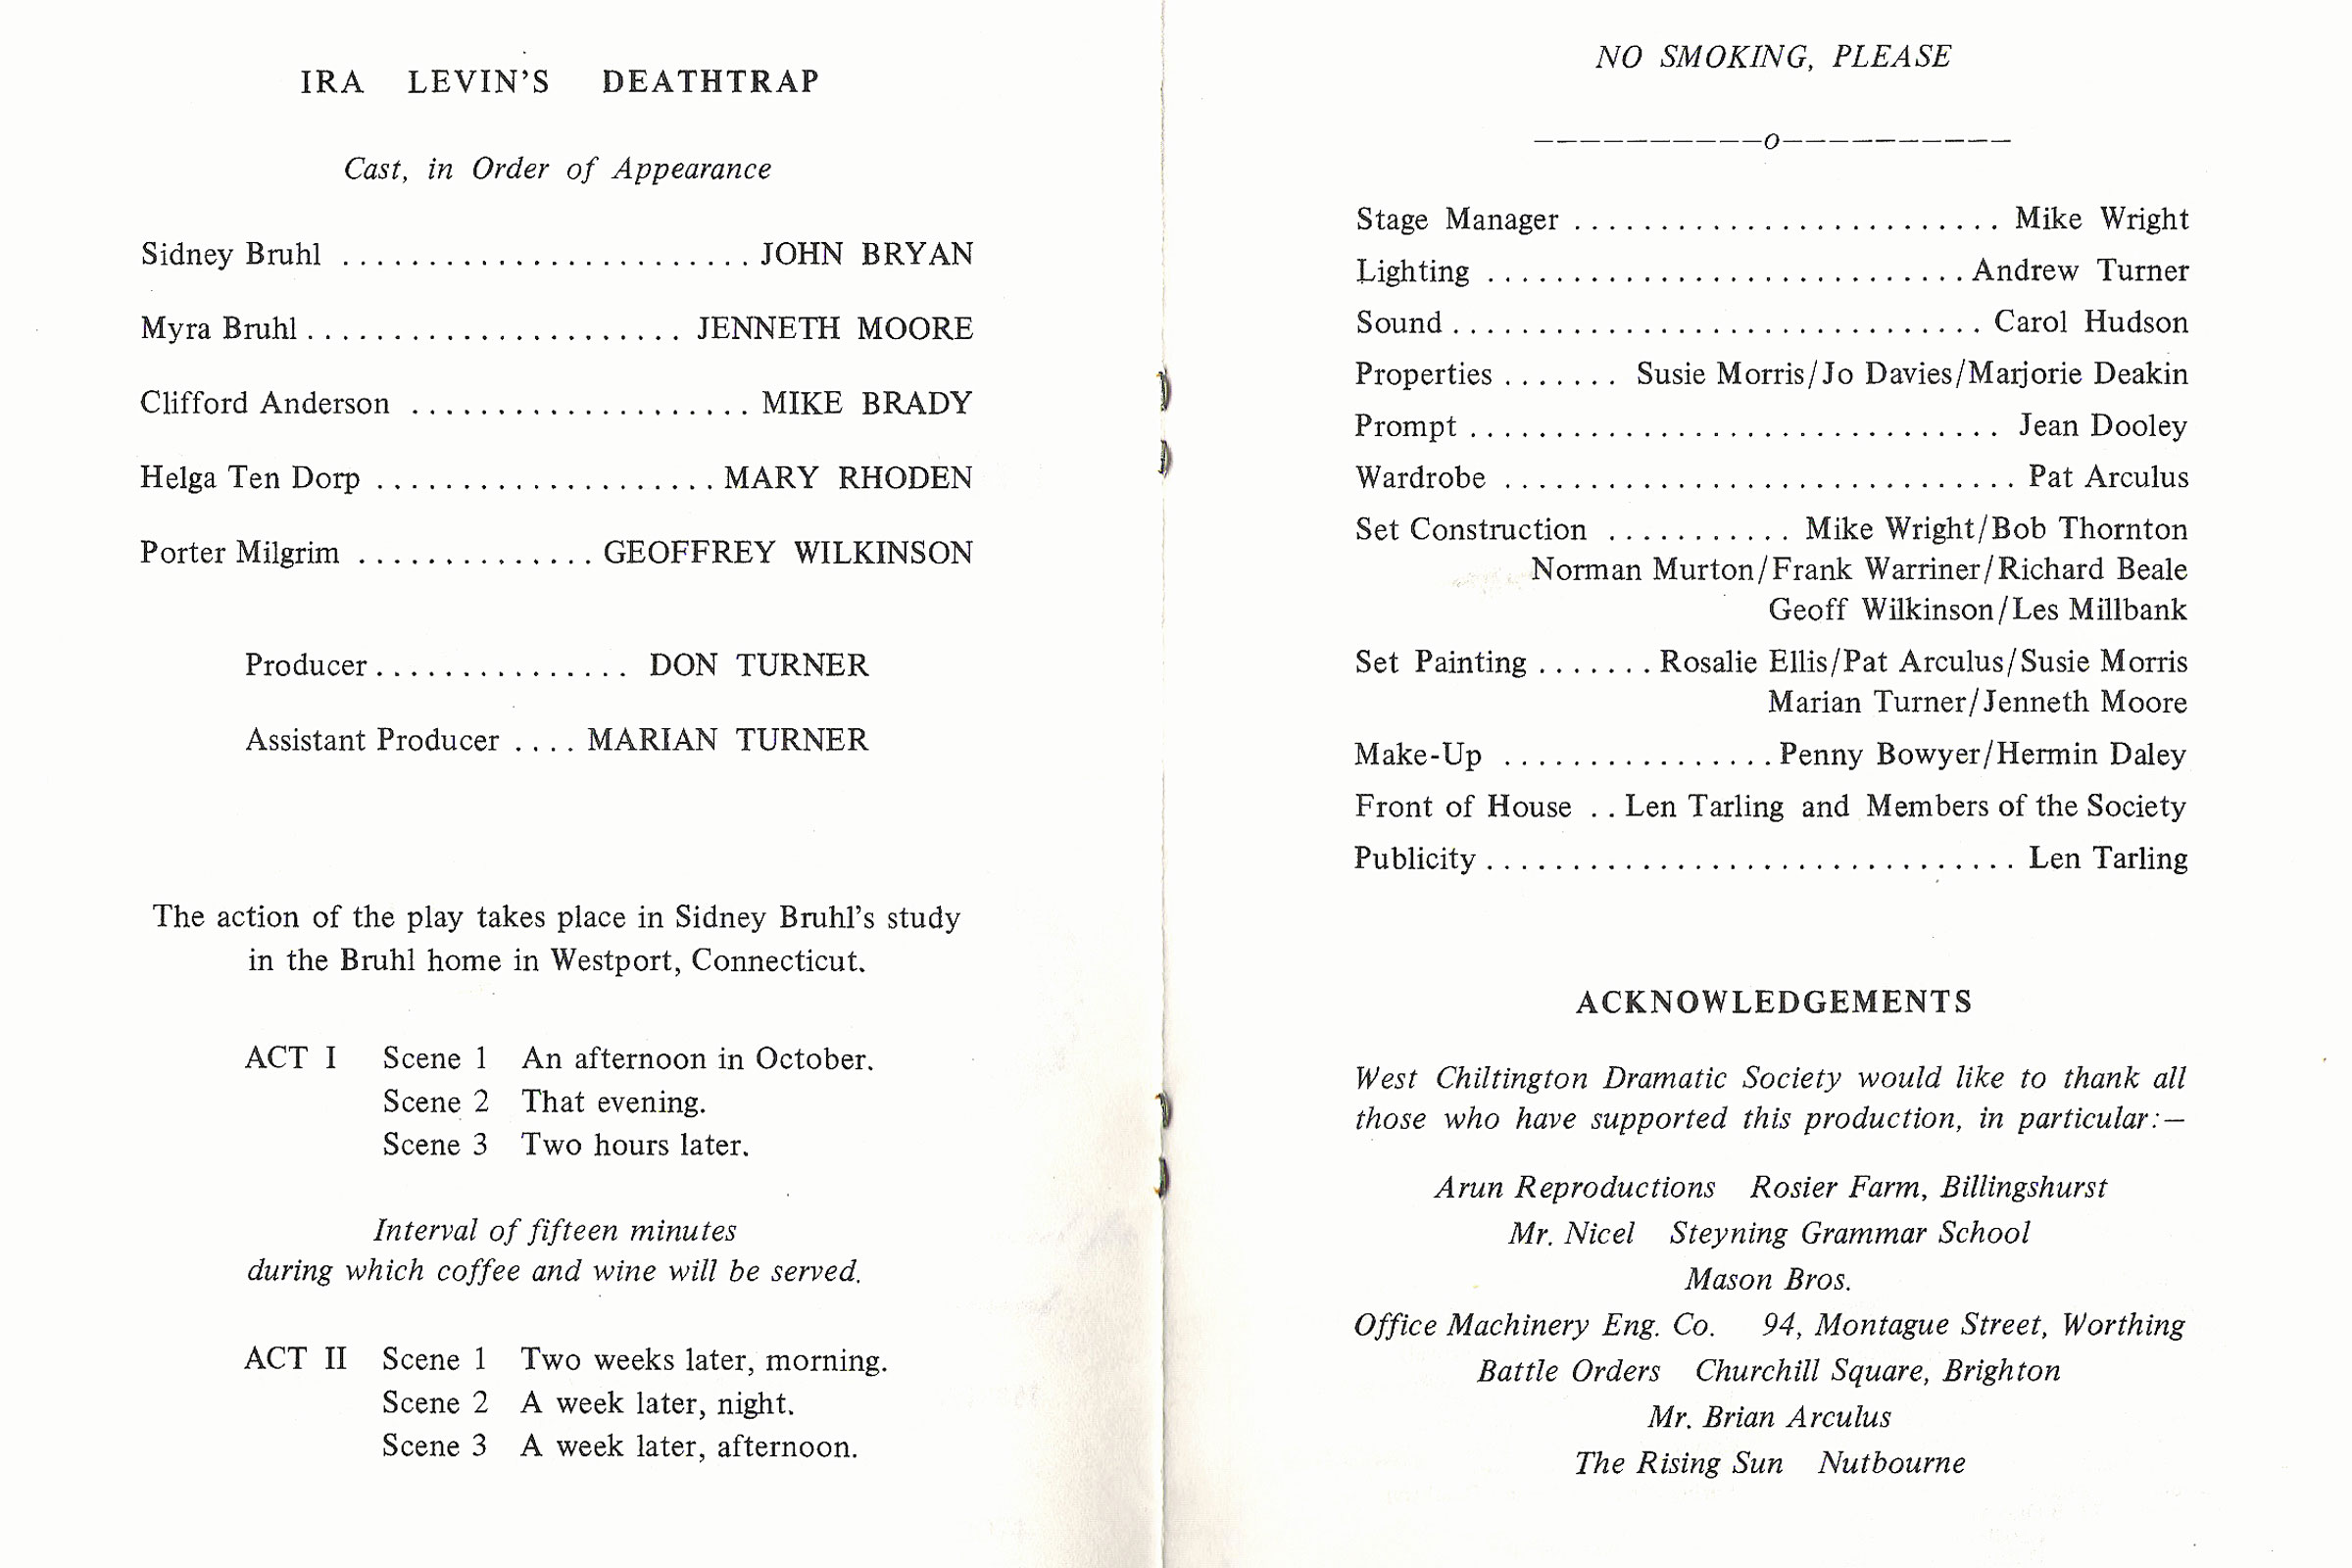 IRA LEVIN'S DEATHTRAP
Cast, in Order of Appearance
Sidney Bruhl ........................ JOHN BRYAN
Myra Bruhl ...................... JENNETH MOORE
Clifford Anderson .................... MIKE BRADY
Helga Ten Dorp .................... MARY RHODEN
Porter Milgrim .............. GEOFFREY WILKINSON
Producer ............... DON TURNER
Assistant Producer .... MARIAN TURNER
The action of the play takes place in Sidney Bruhl's study
in the Bruhl home in Westport, Connecticut.
ACT I Scene 1 An afternoon in October.
Scene 2 That evening.
Scene 3 Two hours later.
Interval of fifteen minutes
during which coffee and wine will be served.
ACT II Scene 1 Two weeks later, morning.
Scene 2 A week later, night.
Scene 3 A week later, afternoon.
NO SMOKING, PLEASE
----------o----------
Stage Manager ......................... Mike Wright
Lighting ............................ Andrew Turner
Sound ............................... Carol Hudson
Properties ....... Susie Morris/Jo Davies/Marjorie Deakin
Prompt ............................... Jean Dooley
Wardrobe .............................. Pat Arculus
Set Construction ........... Mike Wright/Bob Thornton
Norman Murton/Frank Warriner/Richard Beale
Geoff Wilkinson/Les Millbank
Set Painting ....... Rosalie Ellis/Pat Arculus/Susie Morris
Marian Turner/Jenneth Moore
Make-Up ................ Penny Bowyer/Hermin Daley
Front of House .. Len Tarling and Members of the Society
Publicity ............................... Len Tarling
ACKNOWLEDGEMENTS
West Chiltington Dramatic Society would like to thank all
those who have supported this production, in particular:—
Arun Reproductions Rosier Farm, Billingshurst
Mr. Nicel Steyning Grammar School
Mason Bros.
Office Machinery Eng. Co. 94, Montague Street, Worthing
Battle Orders Churchill Square, Brighton
Mr. Brian Arculus
The Rising Sun Nutbourne